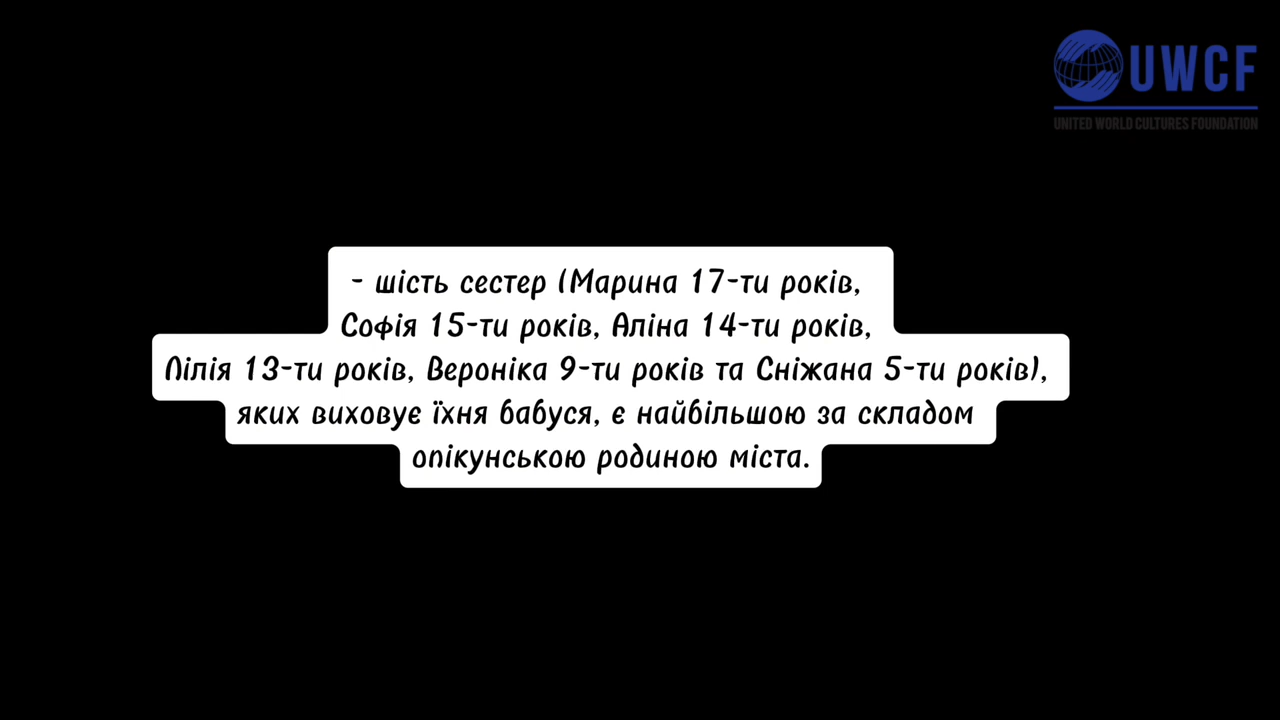 UWCF
UNITED WORLD CULTURES FOUNDATION
- шість сестер (Марина 17-ти років,
Софія 15-ти років, Аліна 14-ти років,
Лілія 13-ти років, Вероніка 9-ти років та Сніжана 5-ти років),
яких виховує їхня бабуся, є найбільшою за складом
опікунською родиною міста.